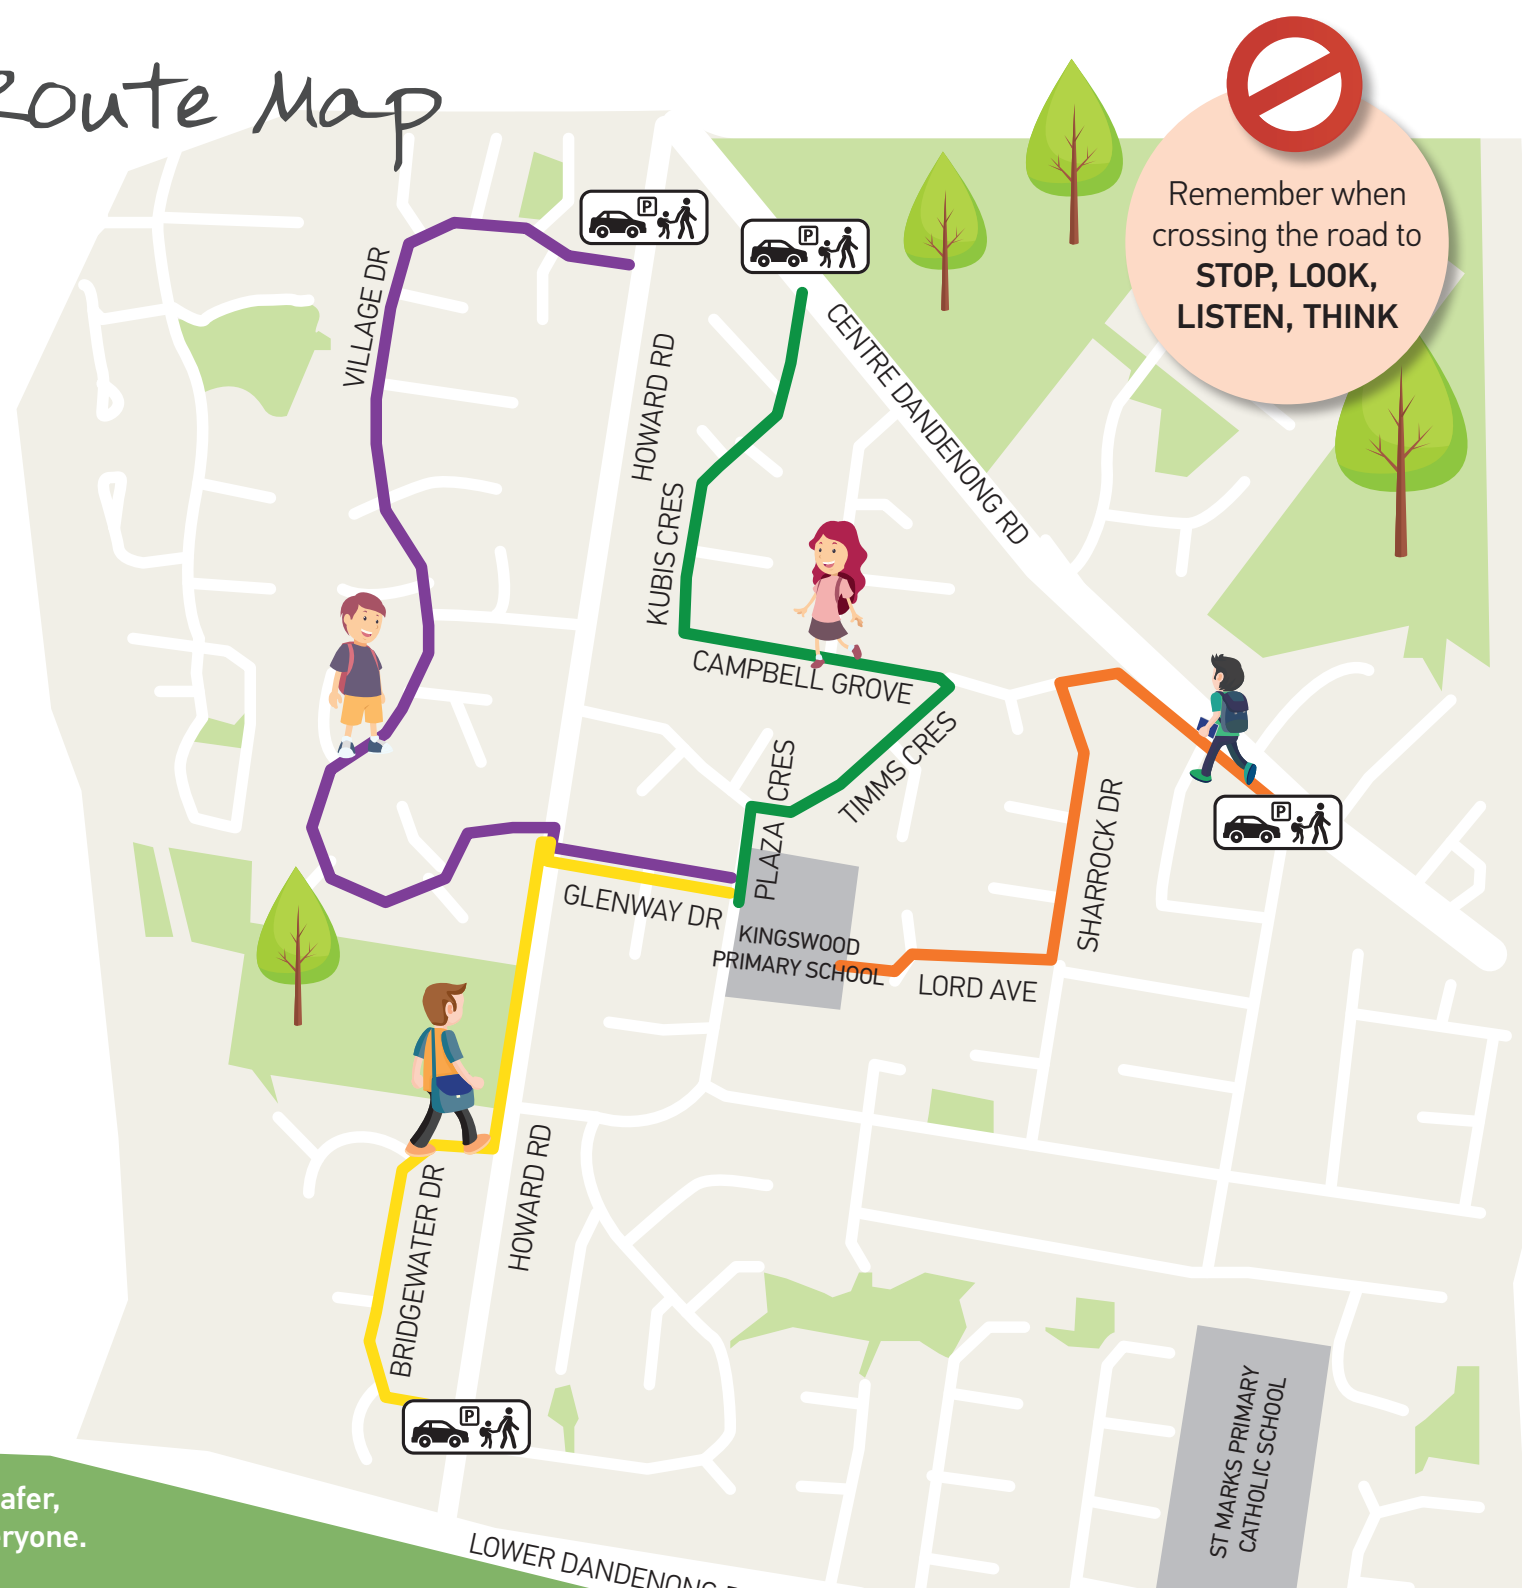 Route Map
P
P
Remember when
crossing the road to
STOP, LOOK,
LISTEN, THINK
VILLAGE DR
HOWARD RD
CENTRE DANDENONG RD
KUBIS CRES
CAMPBELL GROVE
TIMMS CRES
PLAZA CRES
SHARROCK DR
P
GLENWAY DR
KINGSWOOD
PRIMARY SCHOOL
LORD AVE
HOWARD RD
BRIDGEWATER DR
P
ST MARKS PRIMARY
CATHOLIC SCHOOL
afer,
ryone.
LOWER DANDENONG